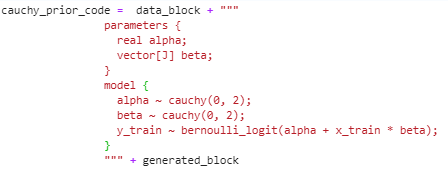 cauchy_prior_code =  data_block + """
parameters {
real alpha;
vector[J] beta;
}
model {
alpha ~ cauchy(0, 2);
beta ~ cauchy(0, 2);
y_train ~ bernoulli_logit(alpha + x_train * beta);
}
""" + generated_block